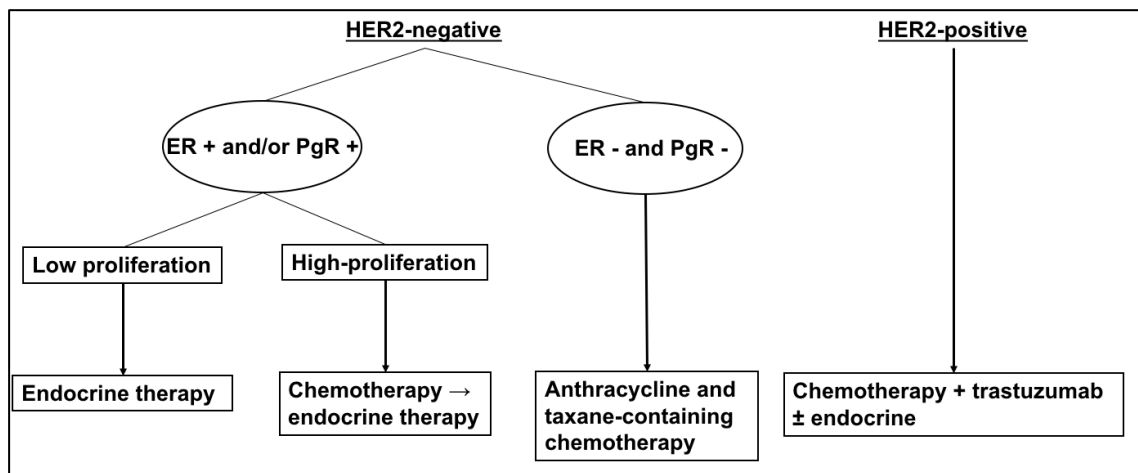 HER2-negative
HER2-positive
ER + and/or PgR +
ER - and PgR -
Low proliferation
High-proliferation
Endocrine therapy
Chemotherapy →
endocrine therapy
Anthracycline and
taxane-containing
chemotherapy
Chemotherapy + trastuzumab
± endocrine